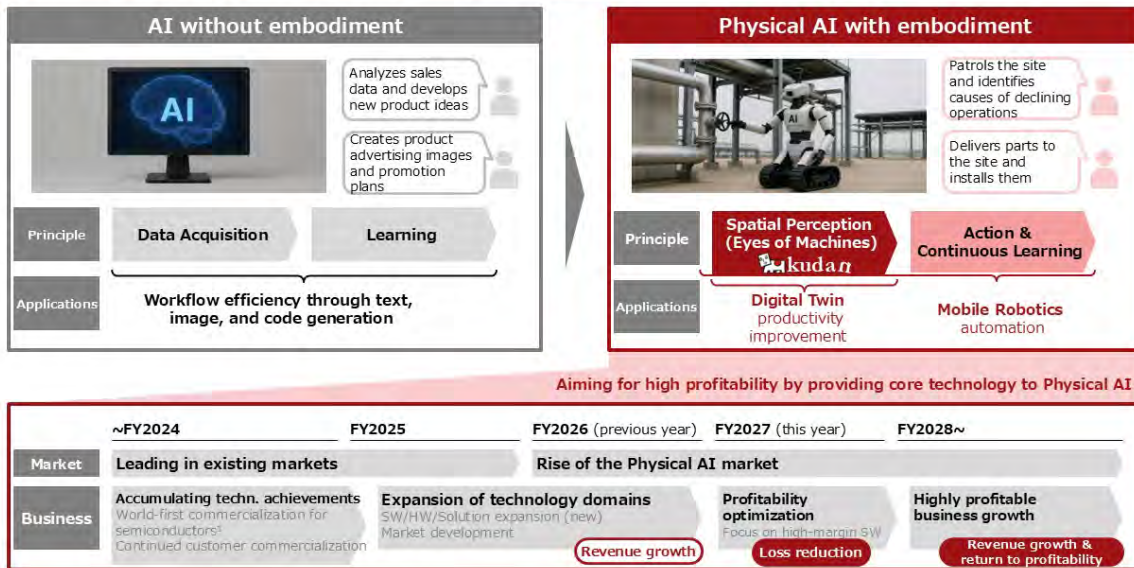 AI without embodiment
AI
Analyzes sales
data and develops
new product ideas
Creates product
advertising images
and promotion
plans
Principle
Data Acquisition
Learning
Applications
Workflow efficiency through text,
image, and code generation
Physical AI with embodiment
AI
Patrols the site
and identifies
causes of declining
operations
Delivers parts to
the site and
installs them
Principle
Spatial Perception
(Eyes of Machines)
kudan
Action &
Continuous Learning
Applications
Digital Twin
productivity
improvement
Mobile Robotics
automation
Aiming for high profitability by providing core technology to Physical AI
~FY2024
FY2025
FY2026 (previous year)
FY2027 (this year)
FY2028~
Market
Leading in existing markets
Rise of the Physical AI market
Business
Accumulating techn. achievements
World-first commercialization for
semiconductors¹
Continued customer commercialization
Expansion of technology domains
SW/HW/Solution expansion (new)
Market development
Revenue growth
Profitability
optimization
Focus on high-margin SW
Loss reduction
Highly profitable
business growth
Revenue growth &
return to profitability